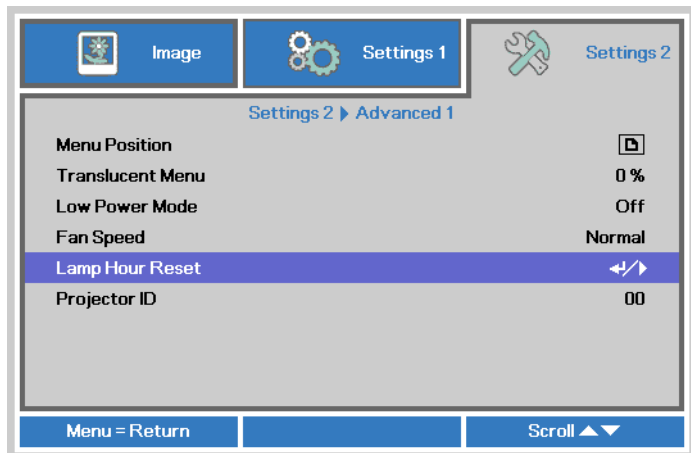 Image
Settings 1
Settings 2
Settings 2 ▶ Advanced 1
Menu Position
Translucent Menu 0 %
Low Power Mode Off
Fan Speed Normal
Lamp Hour Reset ↵/▶
Projector ID 00
Menu = Return
Scroll ▲▼